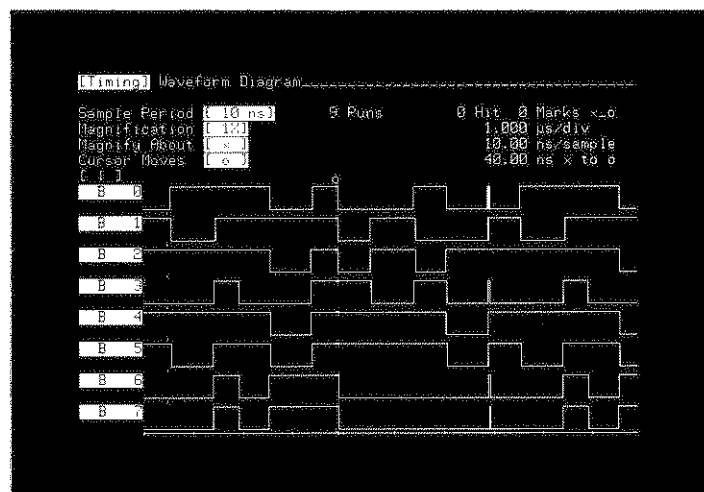 [Timing] Waveform Diagram
Sample Period [ 10 ns] 9 Runs 0 Hit 0 Marks x_o
Magnification [ 1X] 1.000 µs/div
Magnify About [ x ] 10.00 ns/sample
Cursor Moves [ o ] 40.00 ns x to o
o
B 0
B 1
B 2
B 3
B 4
B 5
B 6
B 7